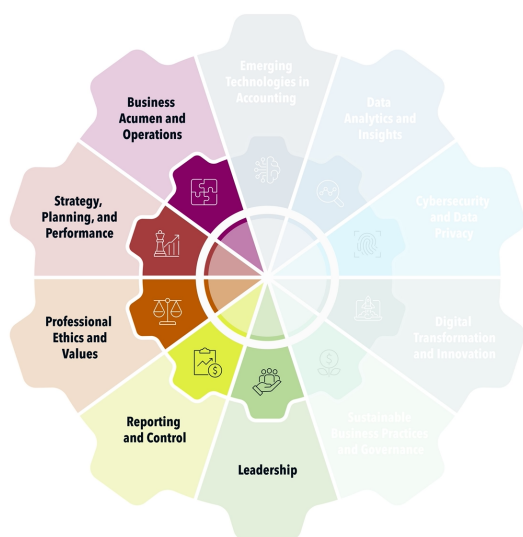 Emerging
Technologies in
Accounting
Data
Analytics and
Insights
Cybersecurity
and Data
Privacy
Digital
Transformation
and Innovation
Sustainable
Business Practices
and Governance
Leadership
Reporting
and Control
Professional
Ethics and
Values
Strategy,
Planning, and
Performance
Business
Acumen and
Operations
$
$